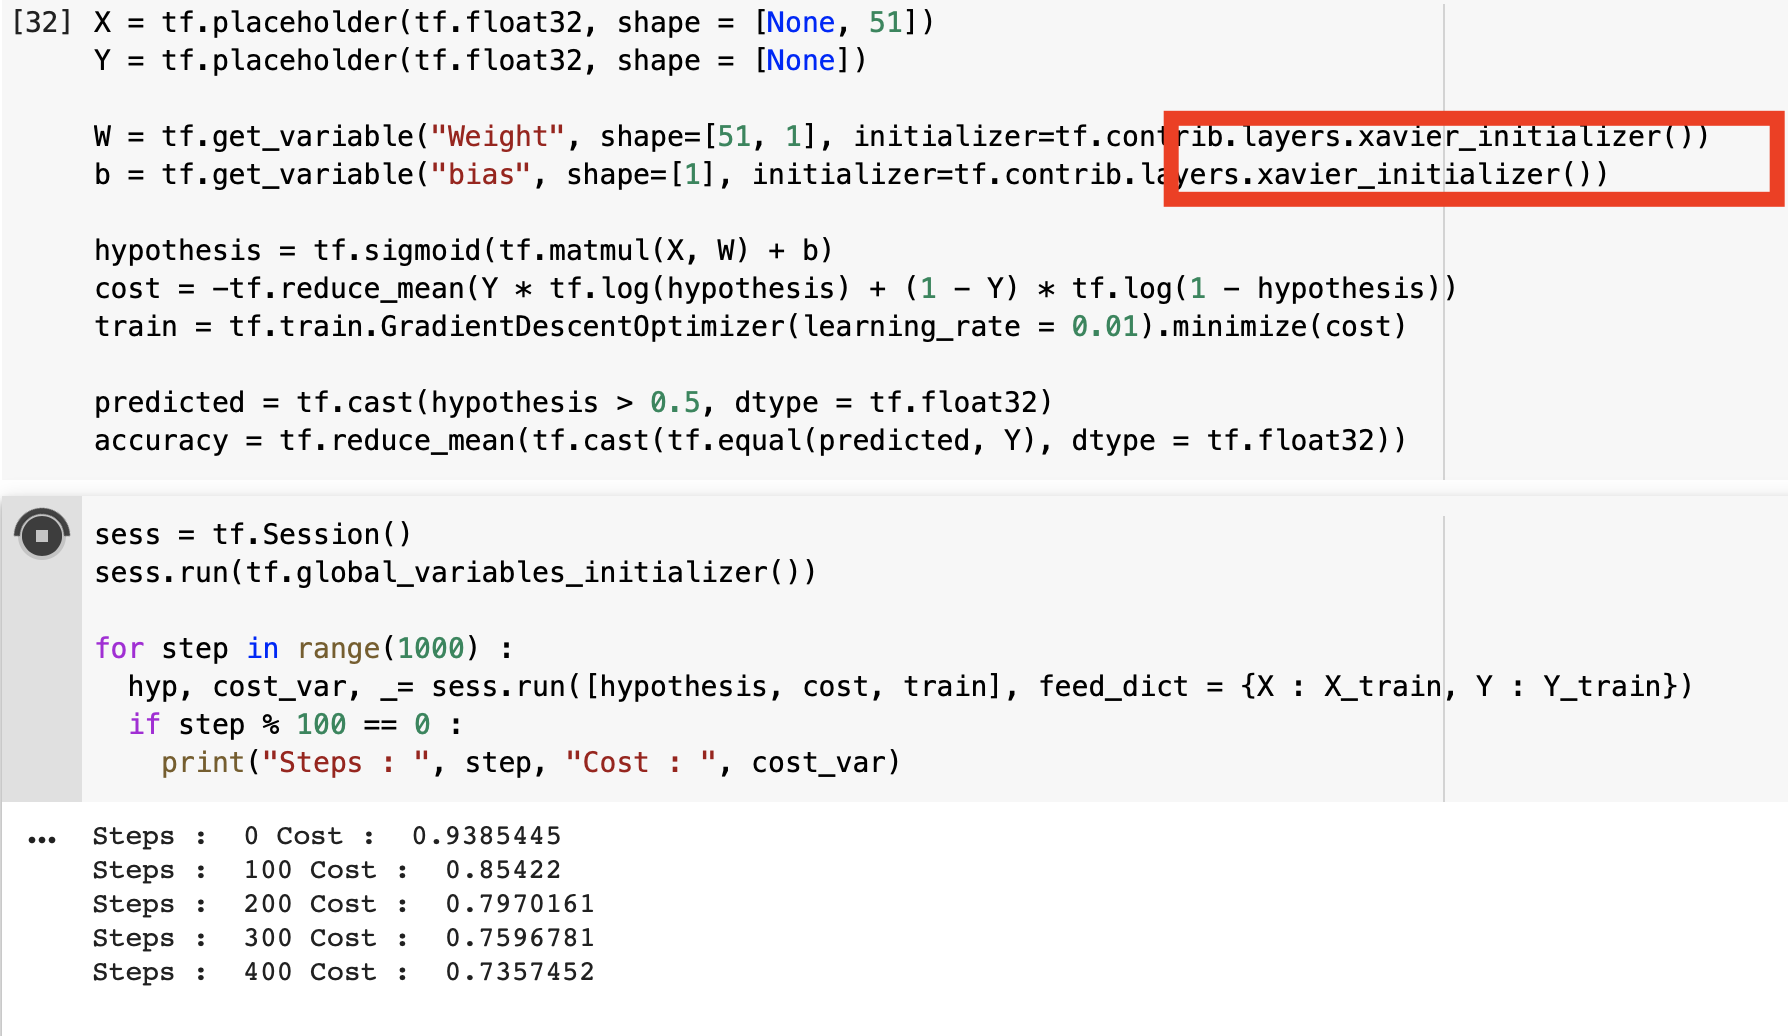 [32] X = tf.placeholder(tf.float32, shape = [None, 51])
Y = tf.placeholder(tf.float32, shape = [None])
W = tf.get_variable("Weight", shape=[51, 1], initializer=tf.contrib.layers.xavier_initializer())
b = tf.get_variable("bias", shape=[1], initializer=tf.contrib.layers.xavier_initializer())
hypothesis = tf.sigmoid(tf.matmul(X, W) + b)
cost = -tf.reduce_mean(Y * tf.log(hypothesis) + (1 - Y) * tf.log(1 - hypothesis))
train = tf.train.GradientDescentOptimizer(learning_rate = 0.01).minimize(cost)
predicted = tf.cast(hypothesis > 0.5, dtype = tf.float32)
accuracy = tf.reduce_mean(tf.cast(tf.equal(predicted, Y), dtype = tf.float32))
sess = tf.Session()
sess.run(tf.global_variables_initializer())
for step in range(1000) :
  hyp, cost_var, _= sess.run([hypothesis, cost, train], feed_dict = {X : X_train, Y : Y_train})
  if step % 100 == 0 :
    print("Steps : ", step, "Cost : ", cost_var)
Steps :  0 Cost :  0.9385445
Steps :  100 Cost :  0.85422
Steps :  200 Cost :  0.7970161
Steps :  300 Cost :  0.7596781
Steps :  400 Cost :  0.7357452